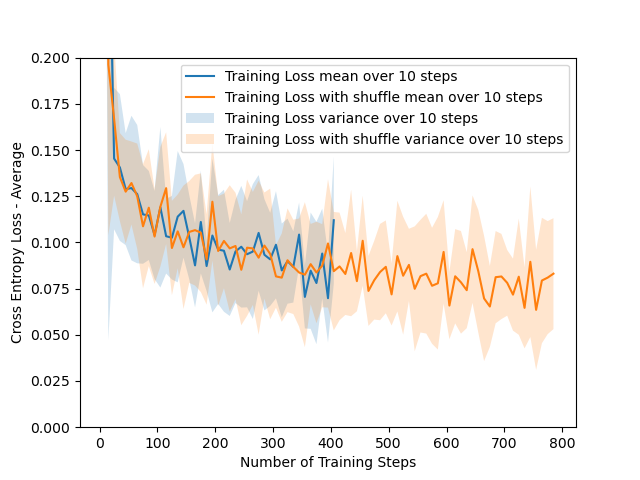 0.200
0.175
0.150
0.125
0.100
0.075
0.050
0.025
0.000
Cross Entropy Loss - Average
Training Loss mean over 10 steps
Training Loss with shuffle mean over 10 steps
Training Loss variance over 10 steps
Training Loss with shuffle variance over 10 steps
0 100 200 300 400 500 600 700 800
Number of Training Steps